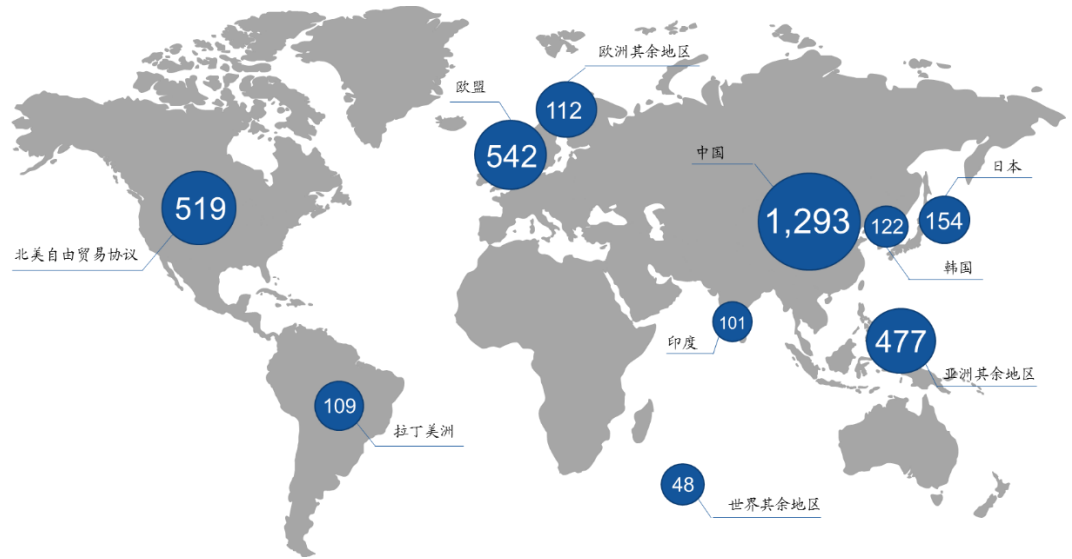 欧洲其余地区
112
欧盟
542
中国
1,293
日本
154
122
韩国
519
北美自由贸易协议
印度
101
477
亚洲其余地区
109
拉丁美洲
48
世界其余地区